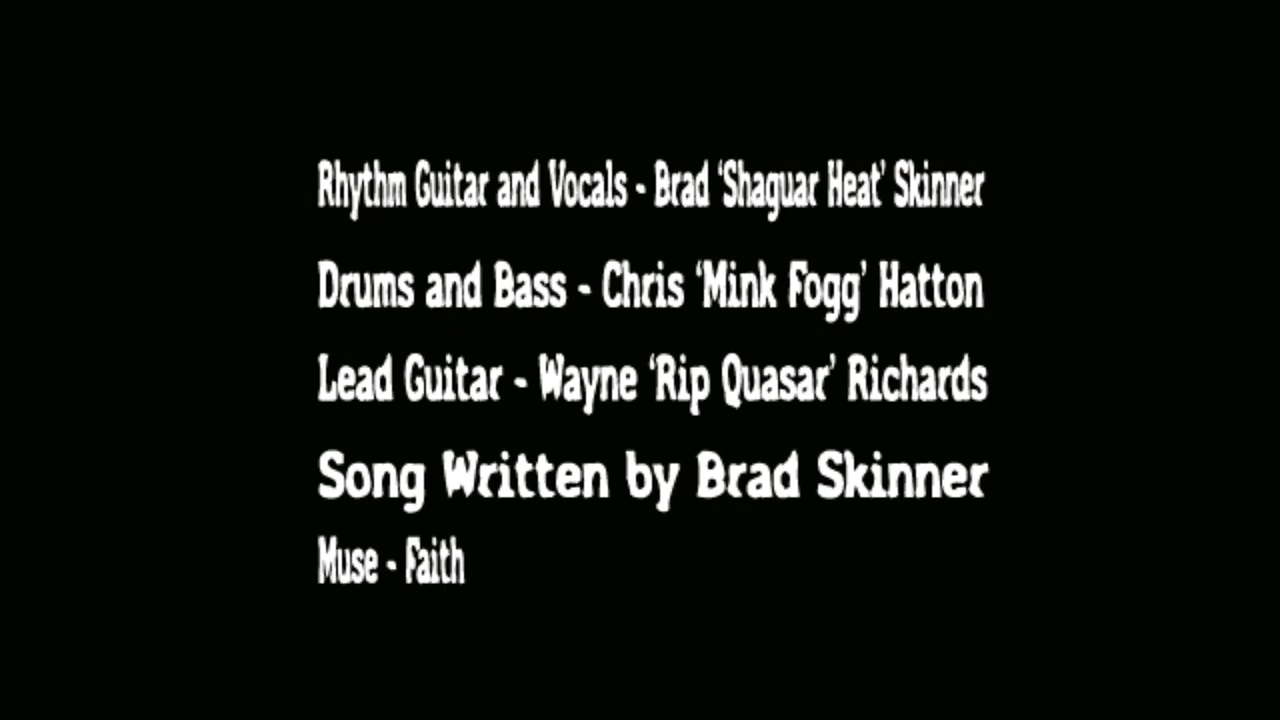 Rhythm Guitar and Vocals - Brad ‘Shaguar Heat’ Skinner
Drums and Bass - Chris ‘Mink Fogg’ Hatton
Lead Guitar - Wayne ‘Rip Quasar’ Richards
Song Written by Brad Skinner
Muse - Faith